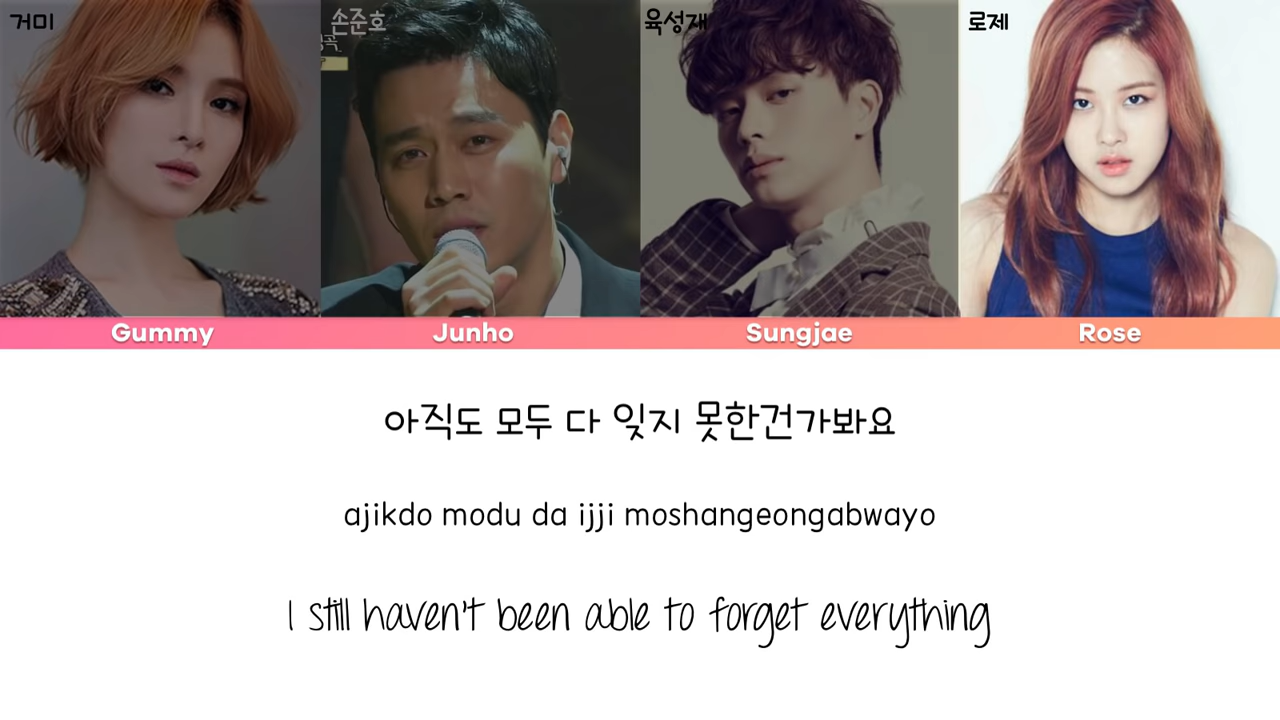 거미
손준호
육성재
로제
Gummy
Junho
Sungjae
Rose
아직도 모두 다 잊지 못한건가봐요
ajikdo modu da ijji moshangeongabwayo
I still haven't been able to forget everything